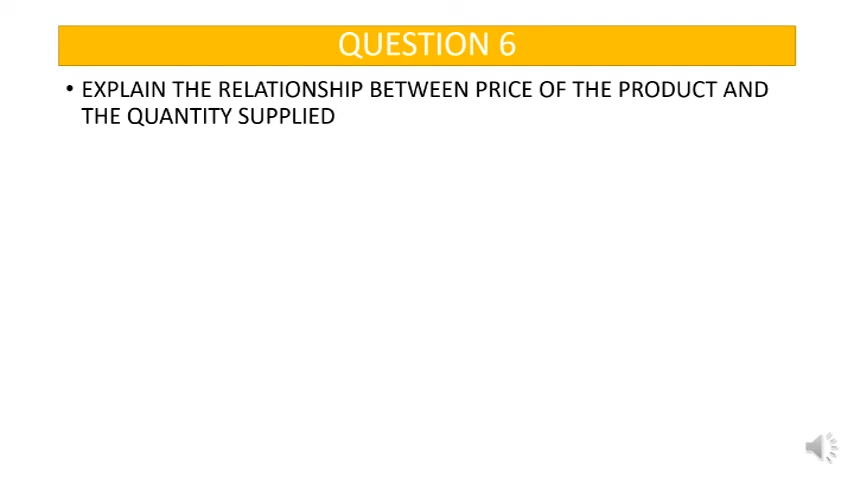 QUESTION 6
• EXPLAIN THE RELATIONSHIP BETWEEN PRICE OF THE PRODUCT AND
THE QUANTITY SUPPLIED